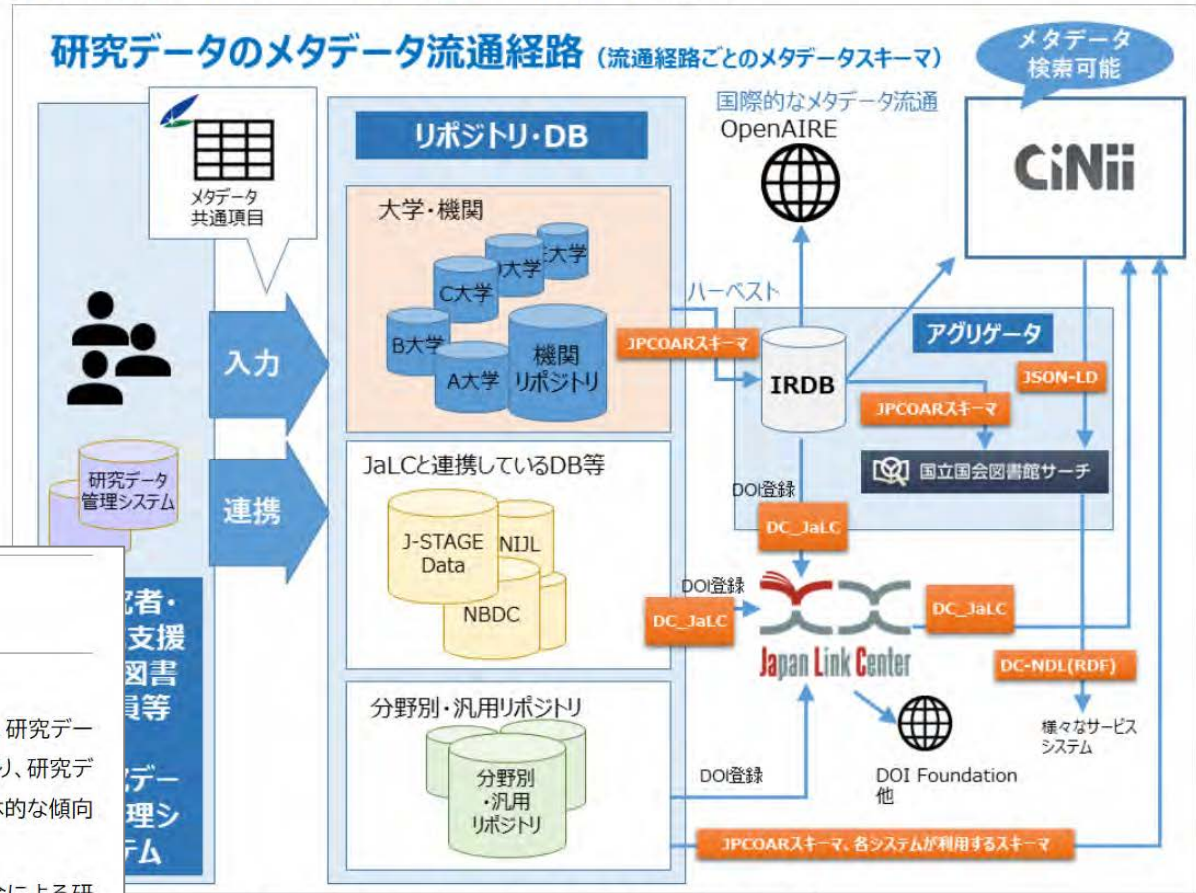 研究データのメタデータ流通経路（流通経路ごとのメタデータスキーマ）
メタデータ
検索可能
CiNii
メタデータ
共通項目
リポジトリ・DB
国際的なメタデータ流通
OpenAIRE
大学・機関
大学
大学
C大学
B大学
A大学
機関
リポジトリ
入力
ハーベスト
JPCOARスキーマ
アグリゲータ
IRDB
JSON-LD
JPCOARスキーマ
国立国会図書館サーチ
研究データ
管理システム
連携
JaLCと連携しているDB等
J-STAGE
Data
NIJL
NBDC
DOI登録
DC_JaLC
DOI登録
DC_JaLC
Japan Link Center
DC_JaLC
DC-NDL(RDF)
様々なサービス
システム
分野別・汎用リポジトリ
分野別
・汎用
リポジトリ
DOI登録
DOI Foundation
他
JPCOARスキーマ、各システムが利用するスキーマ
者・
支援
図書
員等
デー
理シ
テム
研究デー
り、研究デ
的な傾向